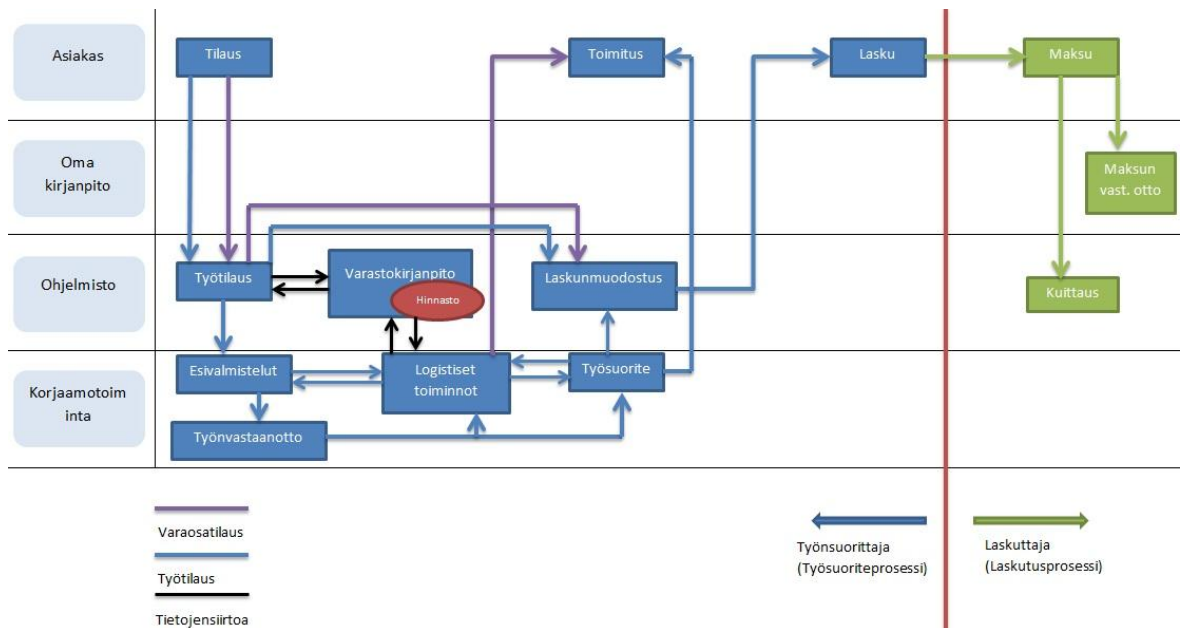 Asiakas
Tilaus
Toimitus
Lasku
Maksu
Oma
kirjanpito
Maksun
vast. otto
Ohjelmisto
Työtilaus
Varastokirjanpito
Hinnasto
Laskunmuodostus
Kuittaus
Korjaamotoim
inta
Esivalmistelut
Logistiset
toiminnot
Työsuorite
Työnvastaanotto
Varaosatilaus
Työtilaus
Tietojensiirtoa
Työnsuorittaja
(Työsuoriteprosessi)
Laskuttaja
(Laskutusprosessi)